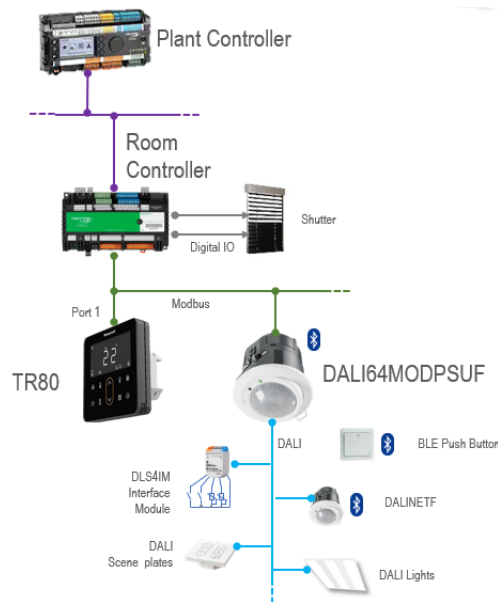 Plant Controller
Room
Controller
Shutter
Digital IO
Port 1
Modbus
TR80
DALI64MODPSUF
DALI
BLE Push Button
DLS4IM
Interface
Module
DALINETF
DALI
Scene plates
DALI Lights